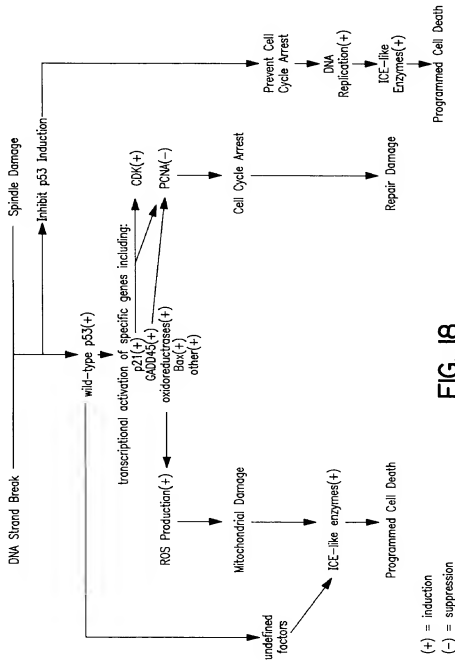 DNA Strand Break
Spindle Damage
Inhibit p53 Induction
wild-type p53(+)
transcriptional activation of specific genes including:
p21(+)
GADD45(+)
oxidoreductrases(+)
Bax(+)
other(+)
CDK(+)
PCNA(-)
ROS Production(+)
Mitochondrial Damage
undefined
factors
ICE-like enzymes(+)
Programmed Cell Death
Cell Cycle Arrest
Repair Damage
Prevent Cell
Cycle Arrest
DNA
Replication(+)
ICE-like
Enzymes(+)
Programmed Cell Death
(+) = induction
(-) = suppression
FIG. 18